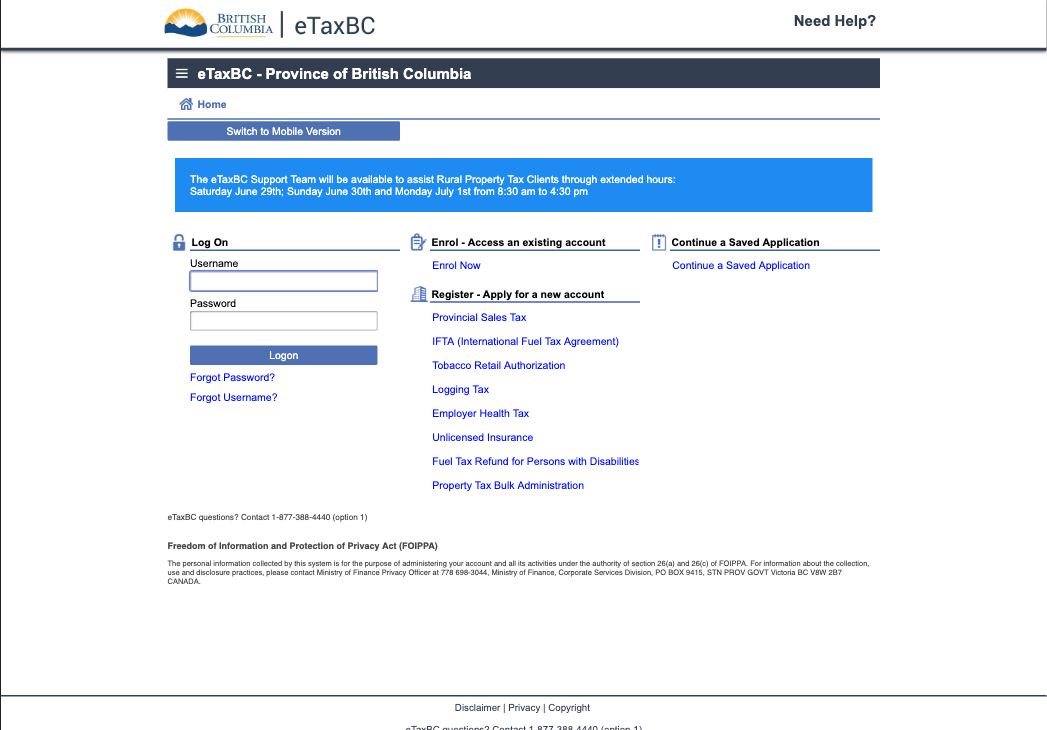 BRITISH
COLUMBIA
eTaxBC
Need Help?
eTaxBC - Province of British Columbia
Home
Switch to Mobile Version
The eTaxBC Support Team will be available to assist Rural Property Tax Clients through extended hours:
Saturday June 29th; Sunday June 30th and Monday July 1st from 8:30 am to 4:30 pm
Log On
Username
Password
Logon
Forgot Password?
Forgot Username?
Enrol - Access an existing account
Enrol Now
Register - Apply for a new account
Provincial Sales Tax
IFTA (International Fuel Tax Agreement)
Tobacco Retail Authorization
Logging Tax
Employer Health Tax
Unlicensed Insurance
Fuel Tax Refund for Persons with Disabilities
Property Tax Bulk Administration
Continue a Saved Application
Continue a Saved Application
eTaxBC questions? Contact 1-877-388-4440 (option 1)
Freedom of Information and Protection of Privacy Act (FOIPPA)
The personal information collected by this system is for the purpose of administering your account and all its activities under the authority of section 26(a) and 26(c) of FOIPPA. For information about the collection,
use and disclosure practices, please contact Ministry of Finance Privacy Officer at 778 698-3044, Ministry of Finance, Corporate Services Division, PO BOX 9415, STN PROV GOVT Victoria BC V8W 2B7
CANADA.
Disclaimer | Privacy | Copyright
eTaxBC questions? Contact 1-877-388-4440 (option 1)